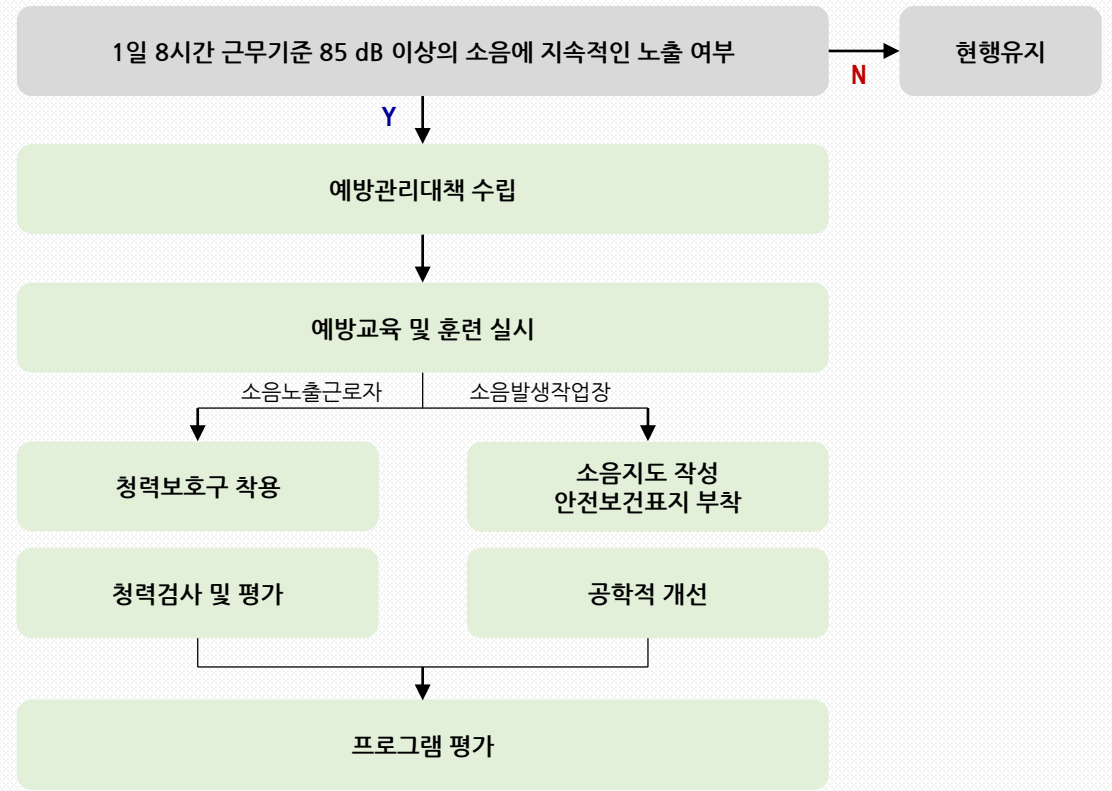 1일 8시간 근무기준 85 dB 이상의 소음에 지속적인 노출 여부
현행유지
N
Y
예방관리대책 수립
예방교육 및 훈련 실시
소음노출근로자
소음발생작업장
청력보호구 착용
소음지도 작성
안전보건표지 부착
청력검사 및 평가
공학적 개선
프로그램 평가